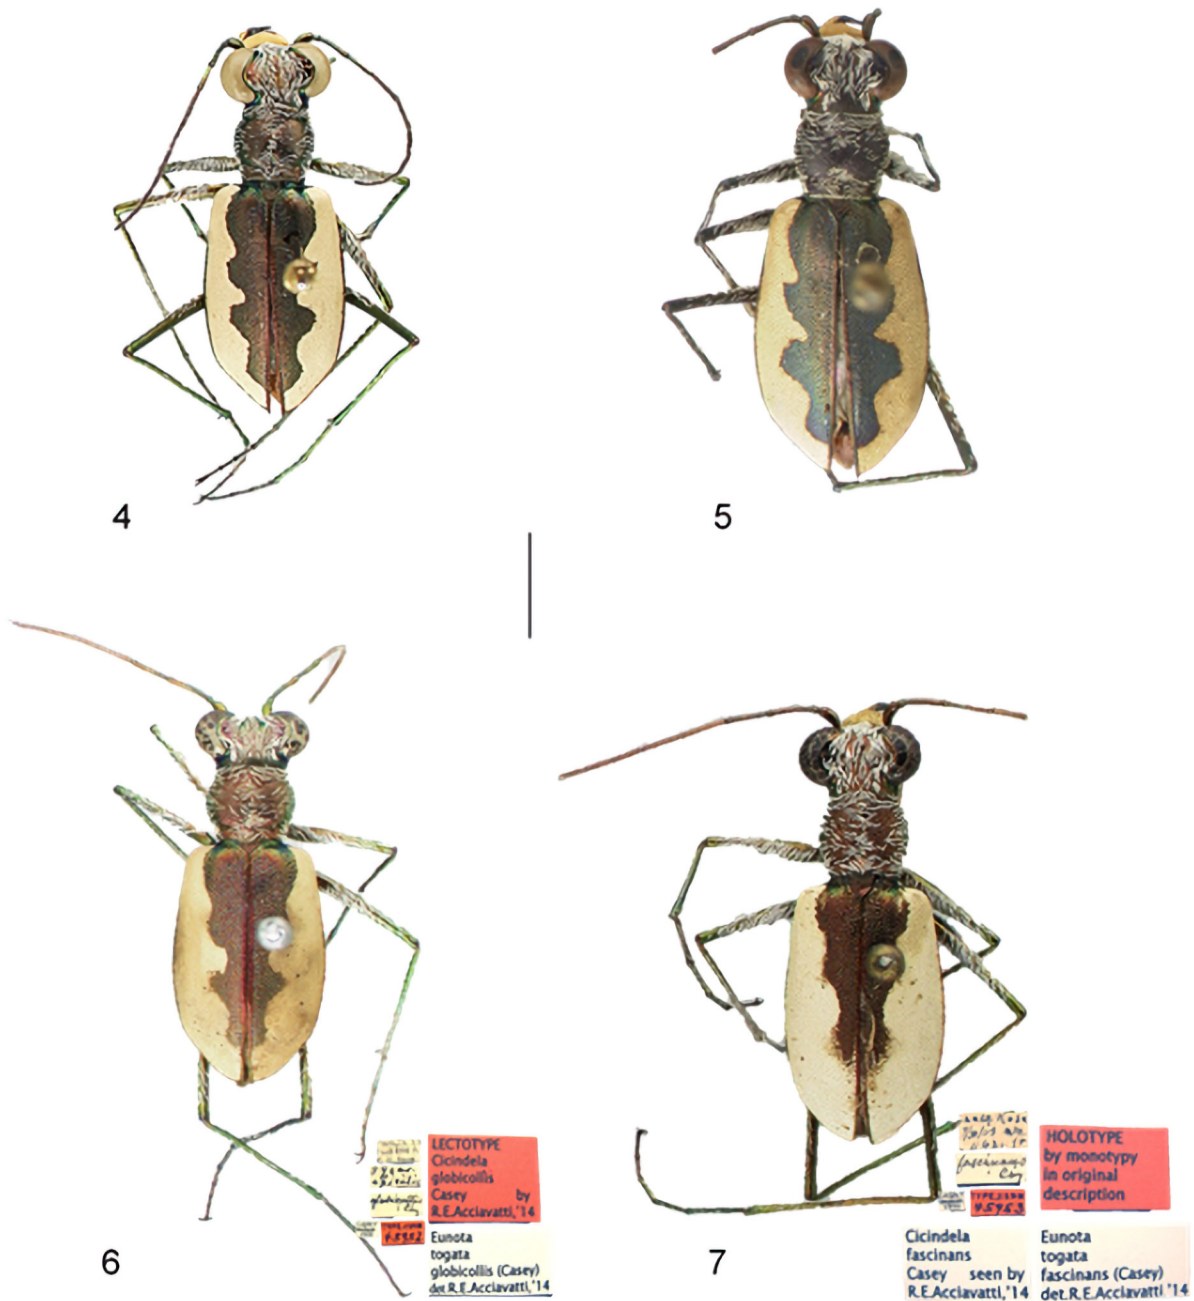 4
5
LECTOTYPE
Cicindela
globicollis
Casey by
R.E.Acciavatti,'14
Eunota
togata
globicollis (Casey)
det.R.E.Acciavatti,'14
6
HOLOTYPE
by monotypy
in original
description
Cicindela
fascinans
Casey seen by
R.E.Acciavatti,'14
Eunota
togata
fascinans (Casey)
det.R.E.Acciavatti,'14
7